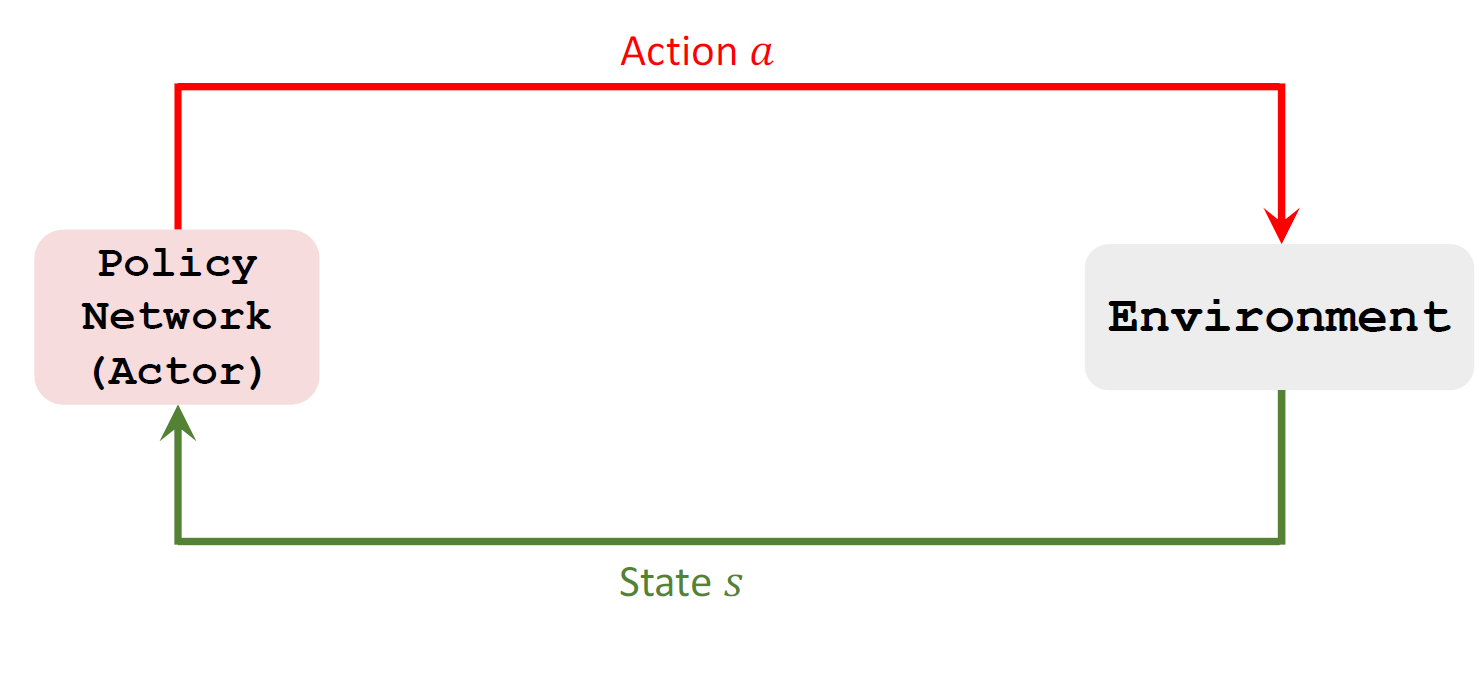 Action a
Policy
Network
(Actor)
Environment
State s